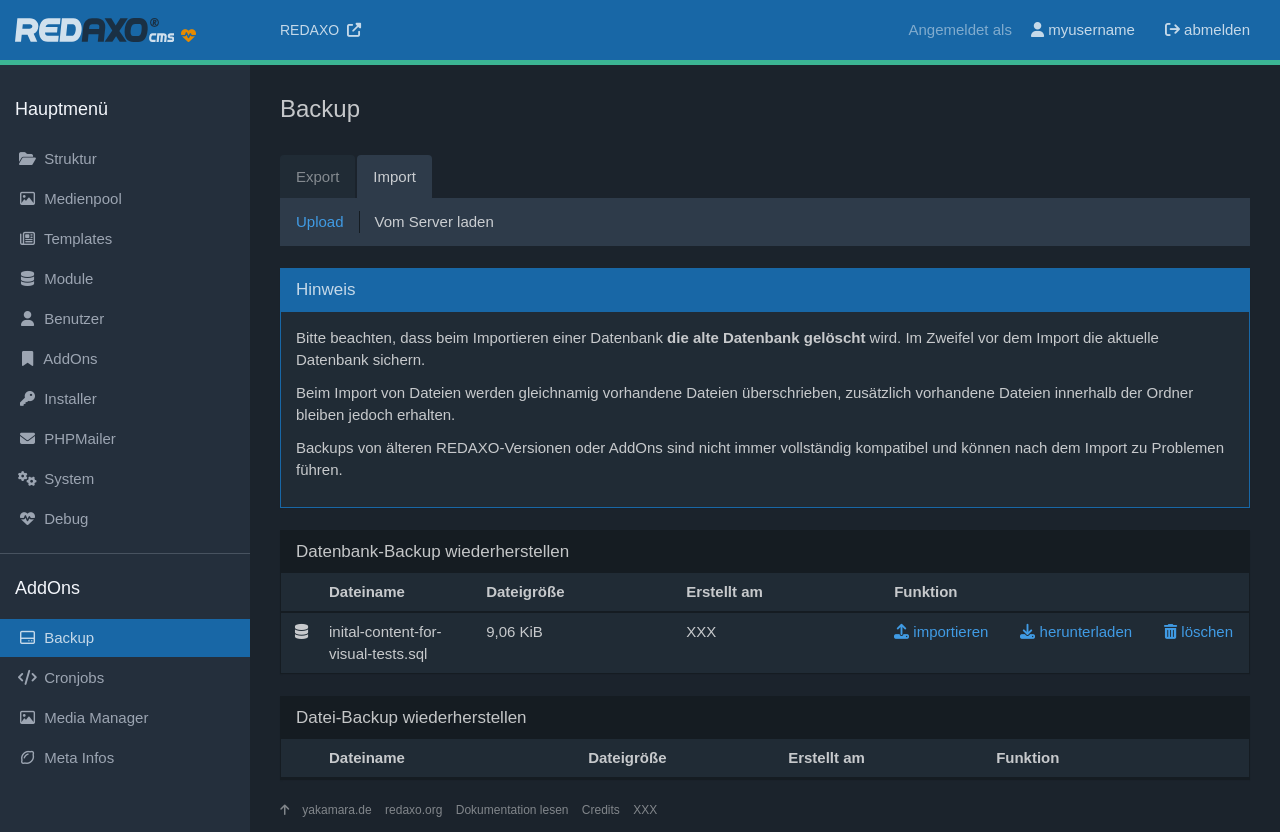 REDAXO® cms
REDAXO
Angemeldet als myusername abmelden
Hauptmenü
Struktur
Medienpool
Templates
Module
Benutzer
AddOns
Installer
PHPMailer
System
Debug
AddOns
Backup
Cronjobs
Media Manager
Meta Infos
Backup
Export Import
Upload Vom Server laden
Hinweis
Bitte beachten, dass beim Importieren einer Datenbank die alte Datenbank gelöscht wird. Im Zweifel vor dem Import die aktuelle
Datenbank sichern.
Beim Import von Dateien werden gleichnamig vorhandene Dateien überschrieben, zusätzlich vorhandene Dateien innerhalb der Ordner
bleiben jedoch erhalten.
Backups von älteren REDAXO-Versionen oder AddOns sind nicht immer vollständig kompatibel und können nach dem Import zu Problemen
führen.
Datenbank-Backup wiederherstellen
Dateiname Dateigröße Erstellt am Funktion
inital-content-for- 9,06 KiB XXX importieren herunterladen löschen
visual-tests.sql
Datei-Backup wiederherstellen
Dateiname Dateigröße Erstellt am Funktion
yakamara.de redaxo.org Dokumentation lesen Credits XXX